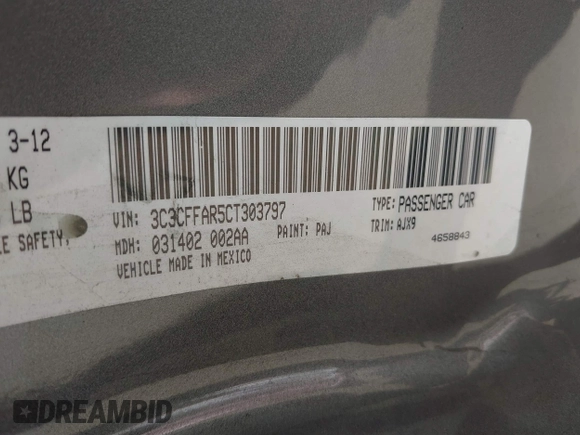 3-12
KG
LB
LE SAFETY,
VIN: 3C3CFFAR5CT303797
TYPE: PASSENGER CAR
MDH: 031402 002AA
PAINT: PAJ
TRIM: AJX9
VEHICLE MADE IN MEXICO
4658843
DREAMBID